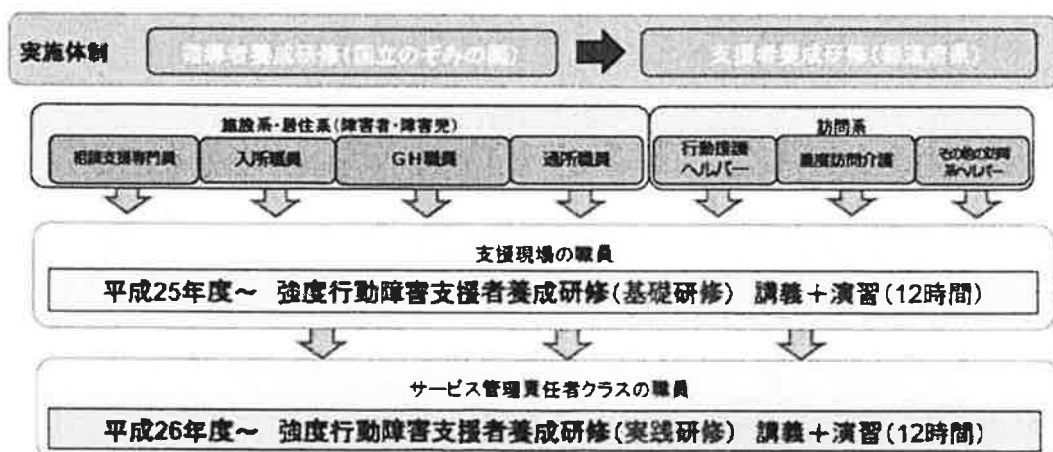 実施体制
指導者養成研修(国立のぞみの園)
支援者養成研修(都道府県)
施設系・居住系(障害者・障害児)
訪問系
相談支援専門員
入所職員
GH職員
通所職員
行動援護
ヘルパー
重度訪問介護
その他の訪問
系ヘルパー
支援現場の職員
平成25年度~ 強度行動障害支援者養成研修(基礎研修) 講義+演習(12時間)
サービス管理責任者クラスの職員
平成26年度~ 強度行動障害支援者養成研修(実践研修) 講義+演習(12時間)